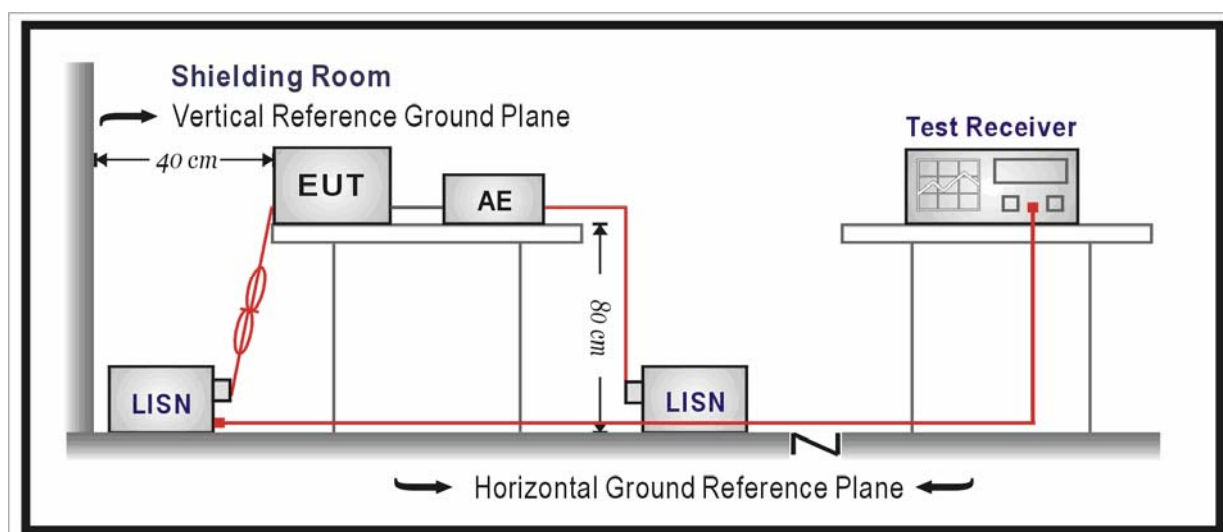 Shielding Room
Vertical Reference Ground Plane
Test Receiver
40 cm
EUT
AE
80 cm
LISN
LISN
Horizontal Ground Reference Plane